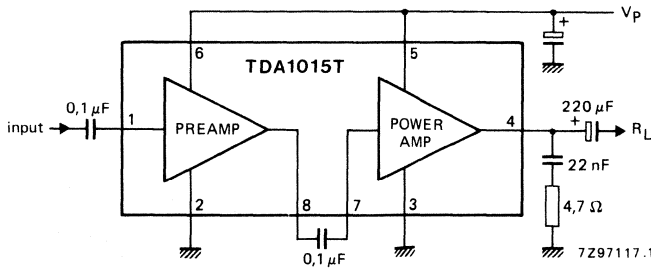 V_P
6
5
+
TDA1015T
0,1 μF
220 μF
input
1
PREAMP
POWER
AMP
4
+
R_L
22 nF
2
8
7
3
4,7 Ω
0,1 μF
7Z97117.1